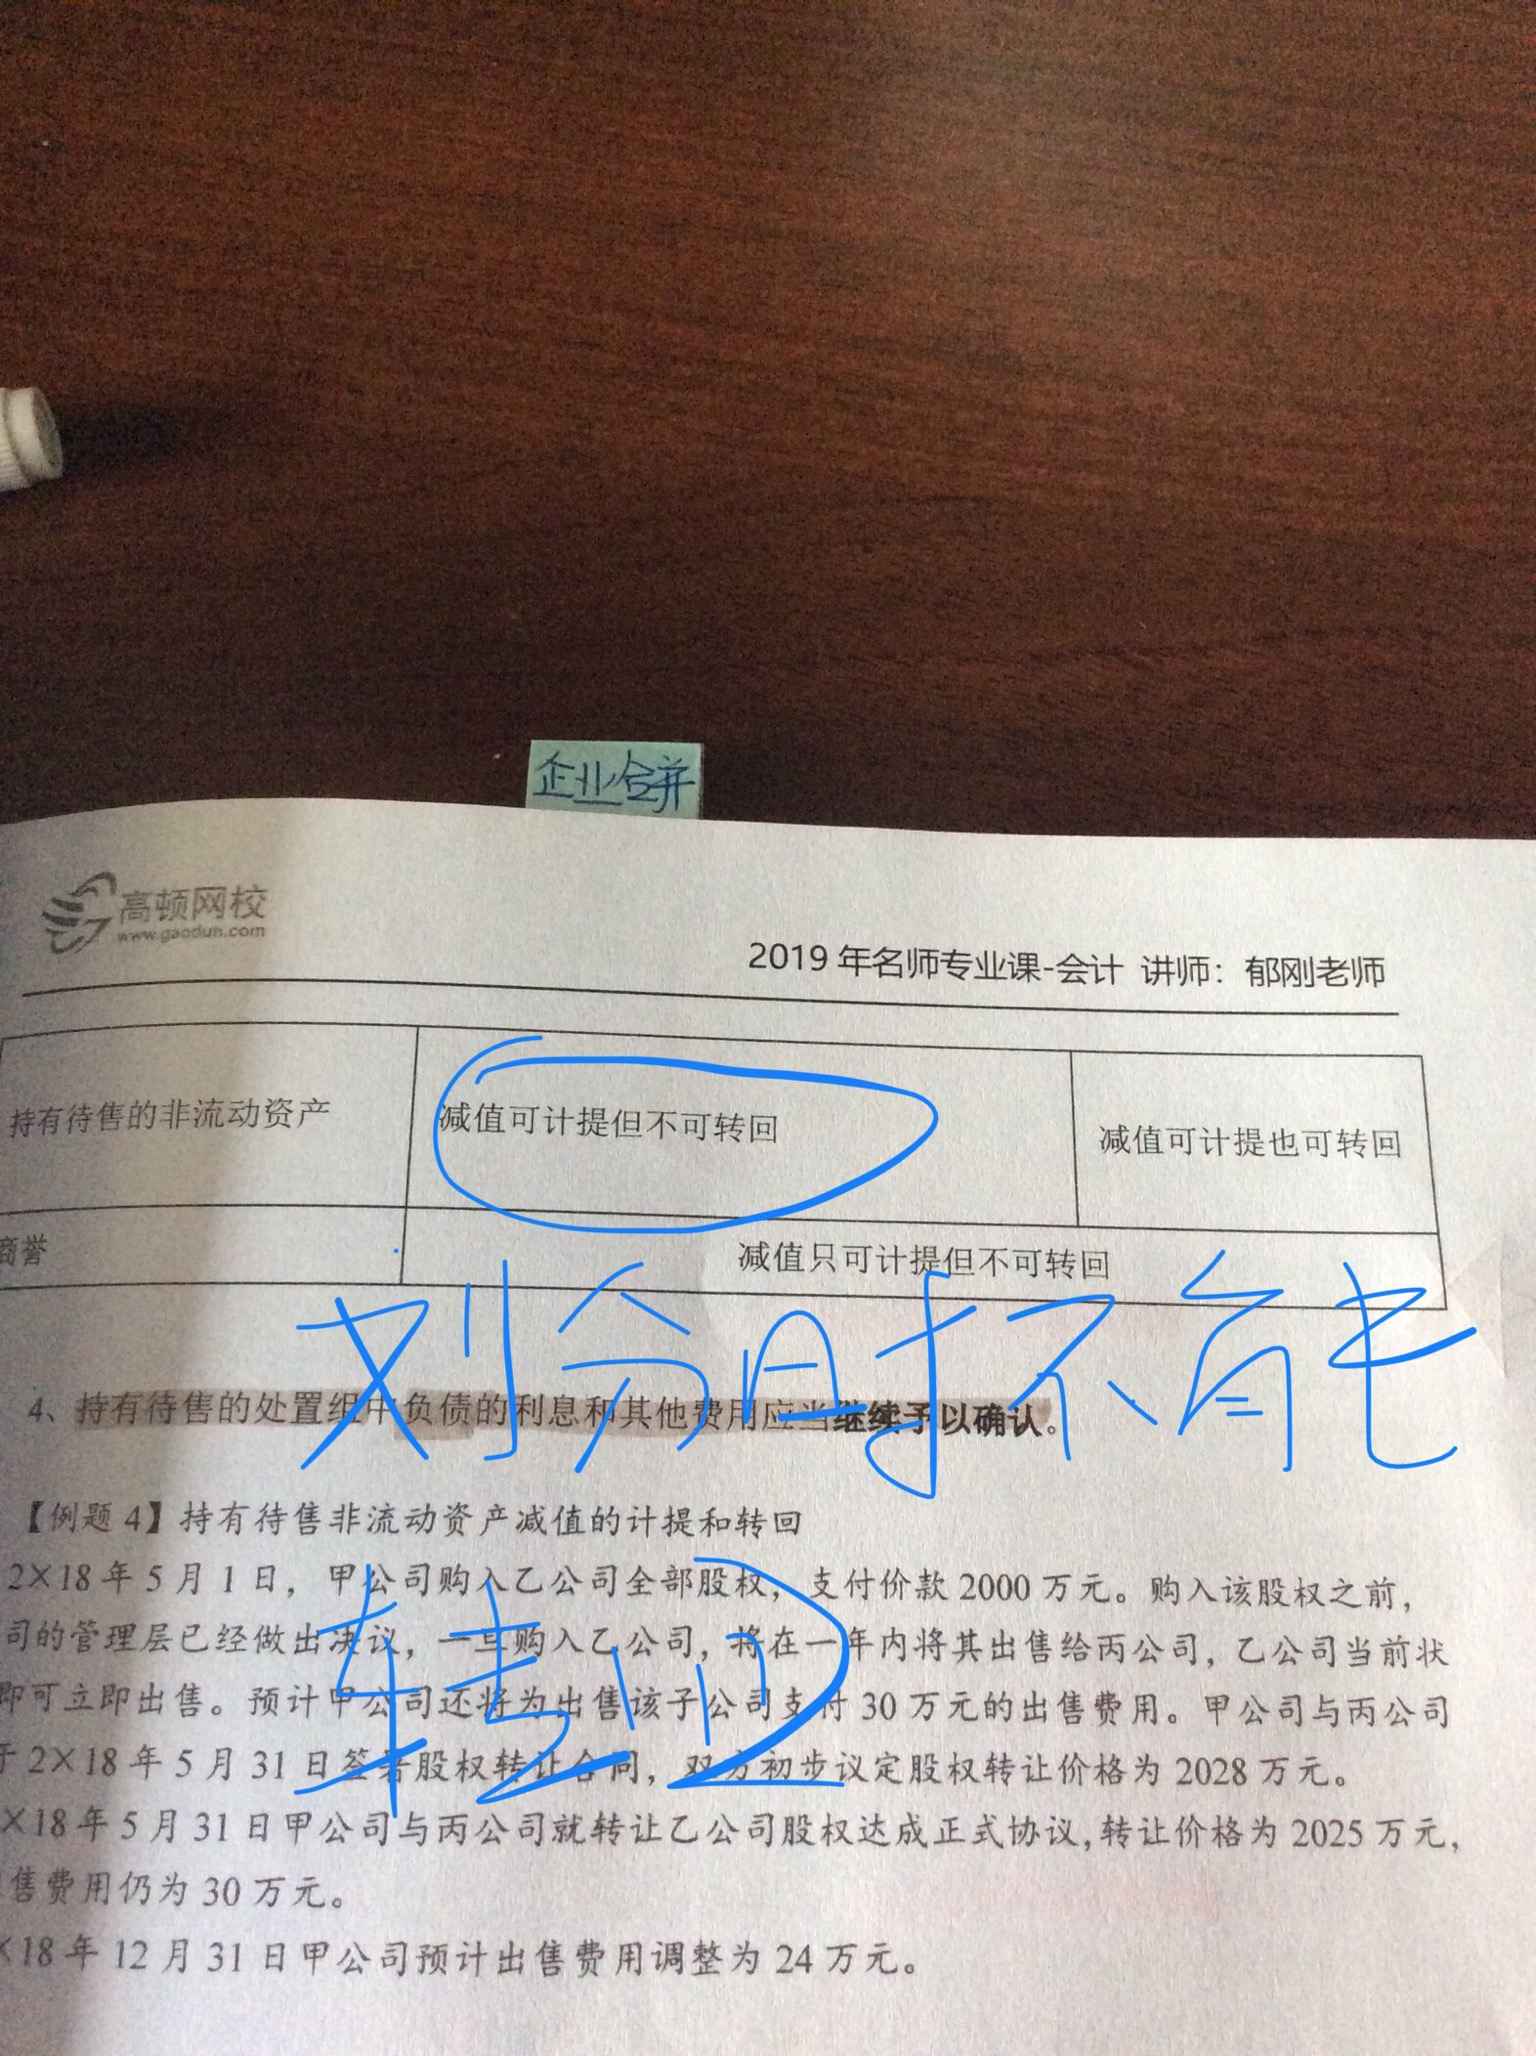 企业合并
高顿网校
www.gaodun.com
2019年名师专业课-会计 讲师：郁刚老师
持有待售的非流动资产 减值可计提但不可转回 减值可计提也可转回
商誉 减值只可计提但不可转回
划分时不能
4、持有待售的处置组中负债的利息和其他费用应当继续予以确认。
【例题4】持有待售非流动资产减值的计提和转回
2×18年5月1日，甲公司购入乙公司全部股权，支付价款2000万元。购入该股权之前，
司的管理层已经做出决议，一旦购入乙公司，将在一年内将其出售给丙公司，乙公司当前状
即可立即出售。预计甲公司还将为出售该子公司支付30万元的出售费用。甲公司与丙公司
于2×18年5月31日签署股权转让合同，双方初步议定股权转让价格为2028万元。
×18年5月31日甲公司与丙公司就转让乙公司股权达成正式协议，转让价格为2025万元，
售费用仍为30万元。
×18年12月31日甲公司预计出售费用调整为24万元。